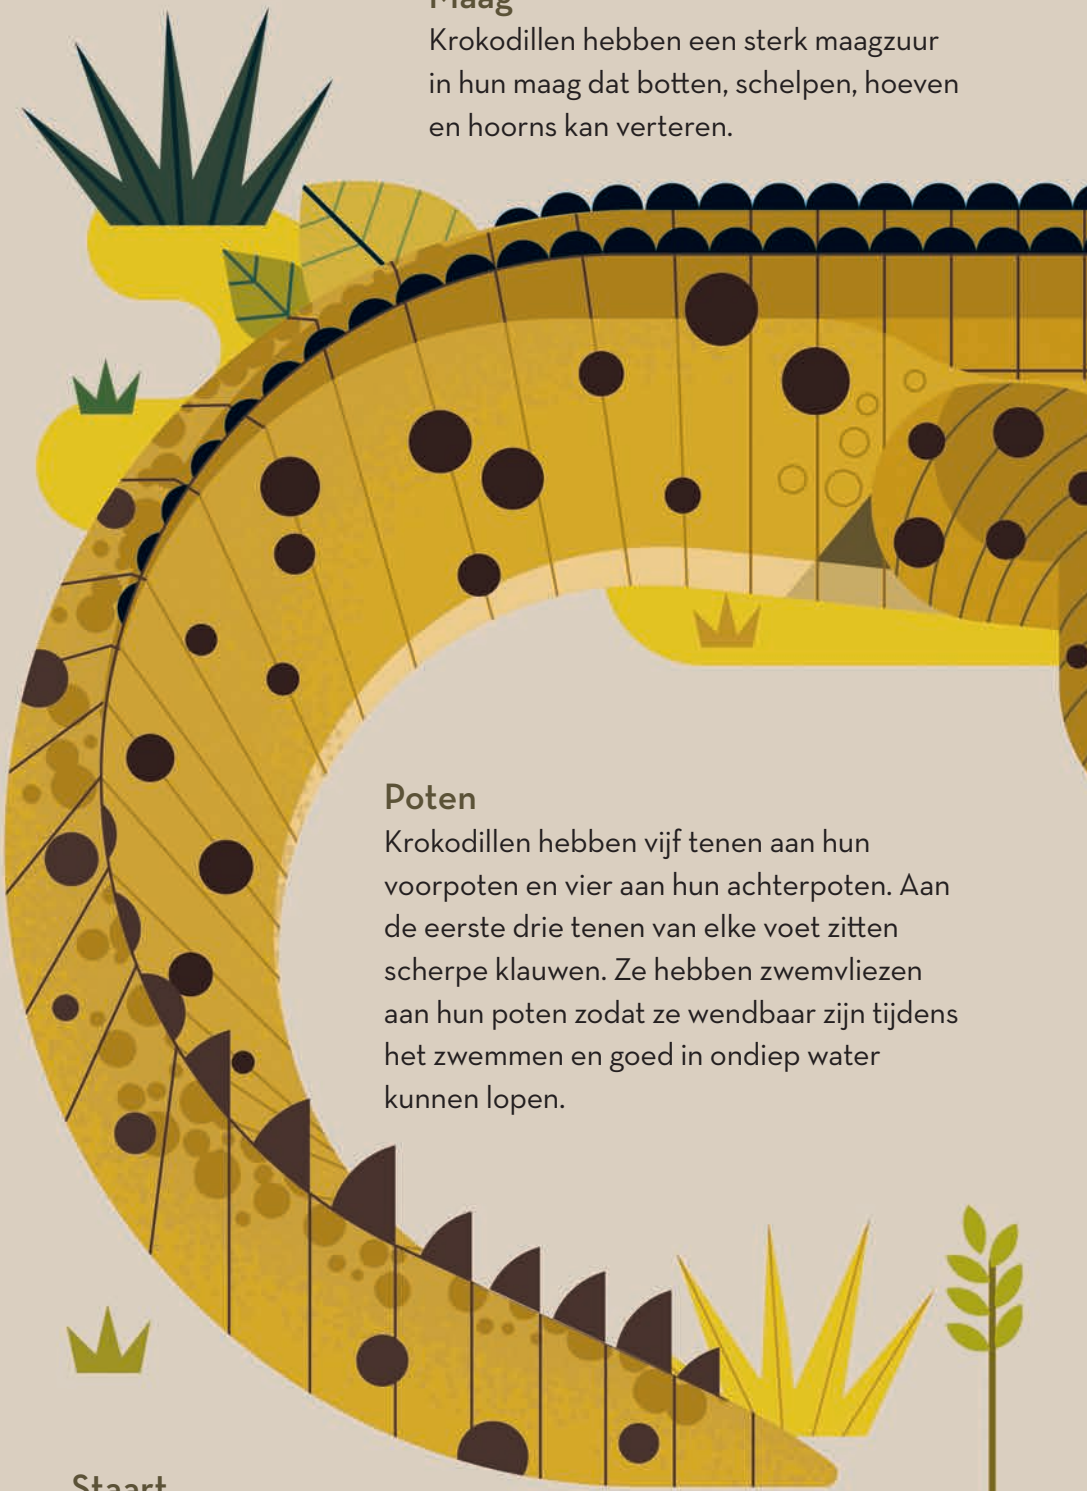 Maag
Krokodillen hebben een sterk maagzuur
in hun maag dat botten, schelpen, hoeven
en hoorns kan verteren.
Poten
Krokodillen hebben vijf tenen aan hun
voorpoten en vier aan hun achterpoten. Aan
de eerste drie tenen van elke voet zitten
scherpe klauwen. Ze hebben zwemvliezen
aan hun poten zodat ze wendbaar zijn tijdens
het zwemmen en goed in ondiep water
kunnen lopen.
Staart